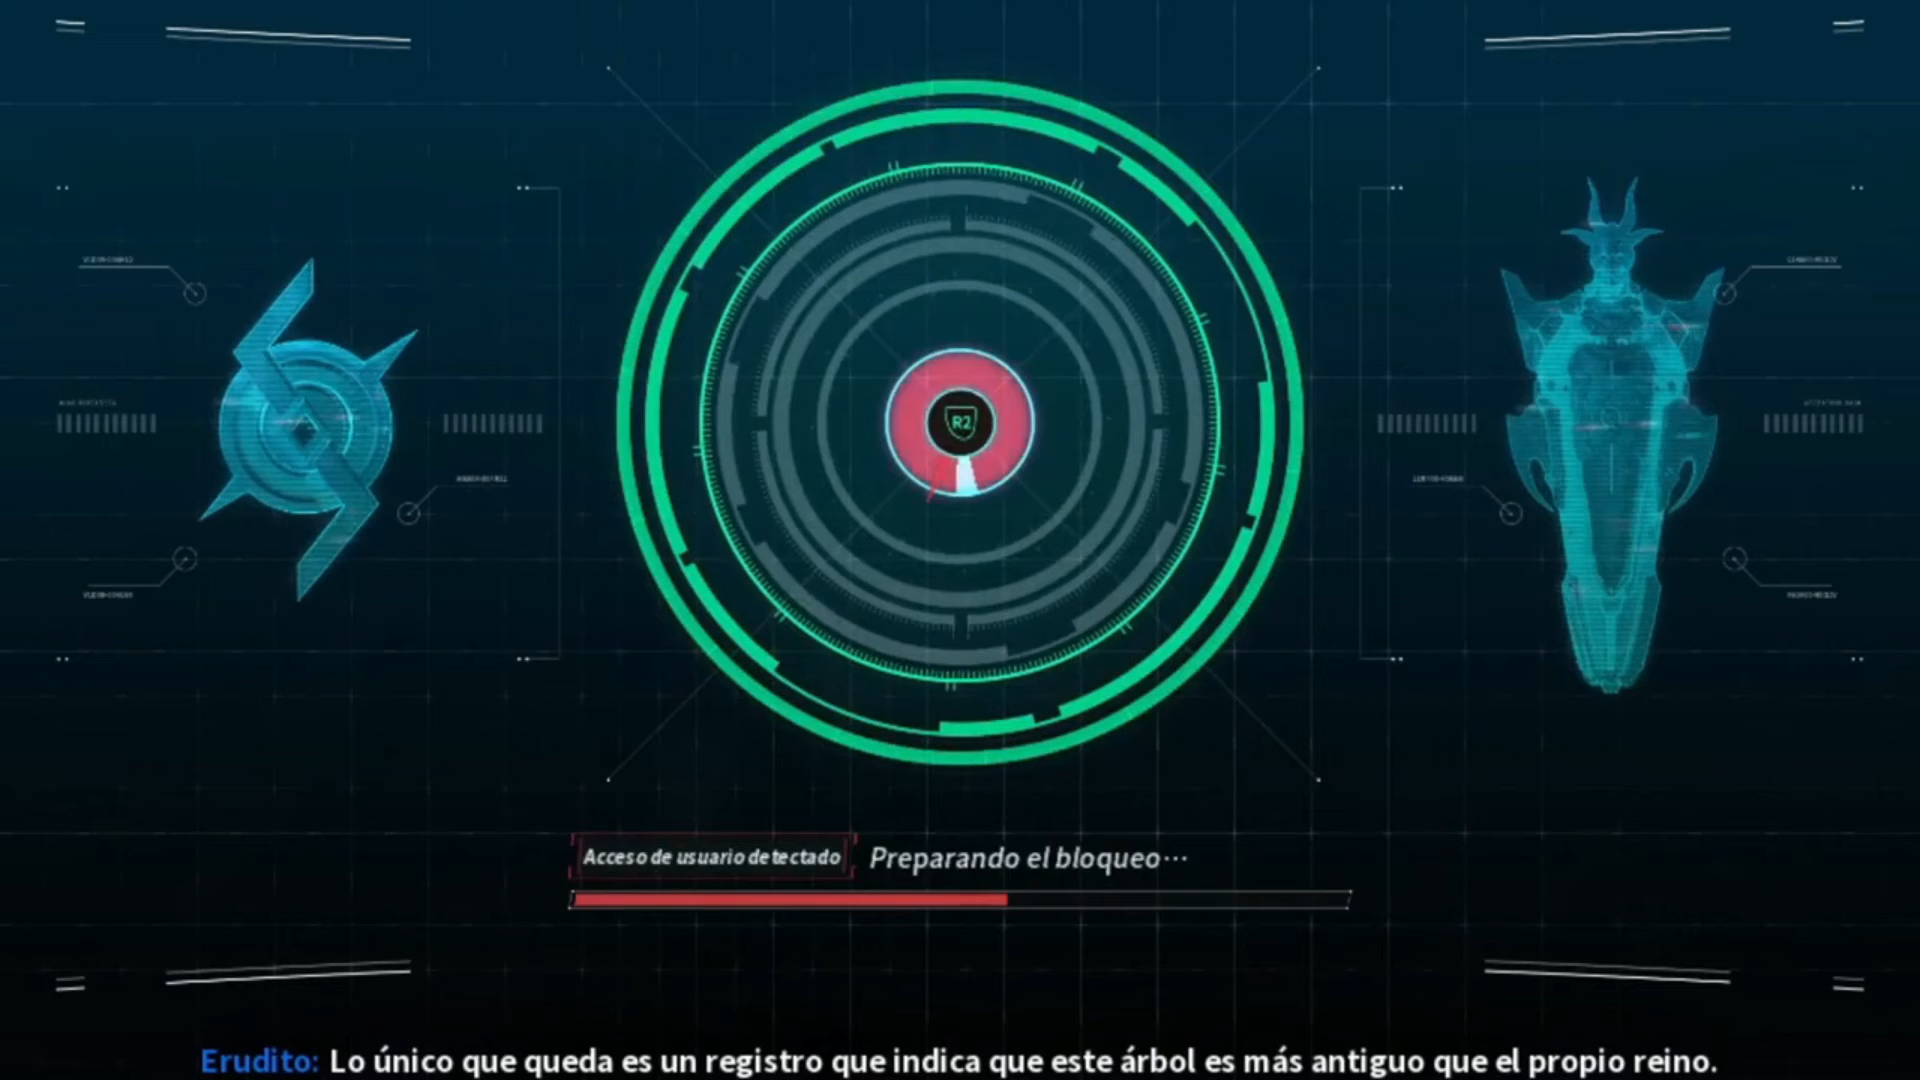 R2
Acceso de usuario detectado
Preparando el bloqueo···
Erudito: Lo único que queda es un registro que indica que este árbol es más antiguo que el propio reino.